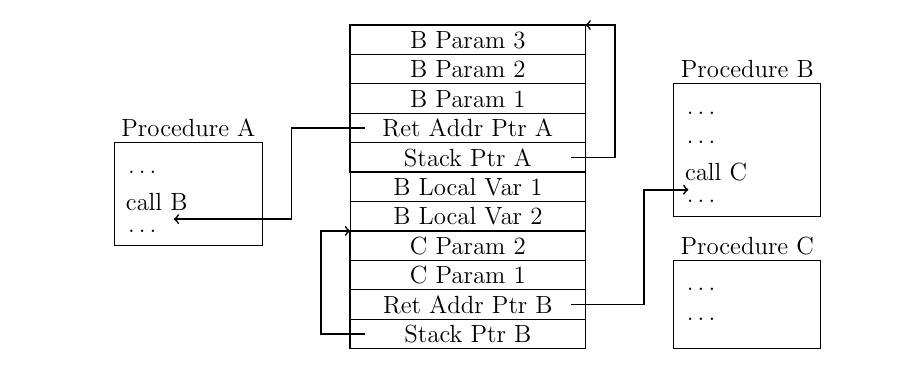 Procedure A
...
call B
...
B Param 3
B Param 2
B Param 1
Ret Addr Ptr A
Stack Ptr A
B Local Var 1
B Local Var 2
C Param 2
C Param 1
Ret Addr Ptr B
Stack Ptr B
Procedure B
...
...
call C
...
Procedure C
...
...